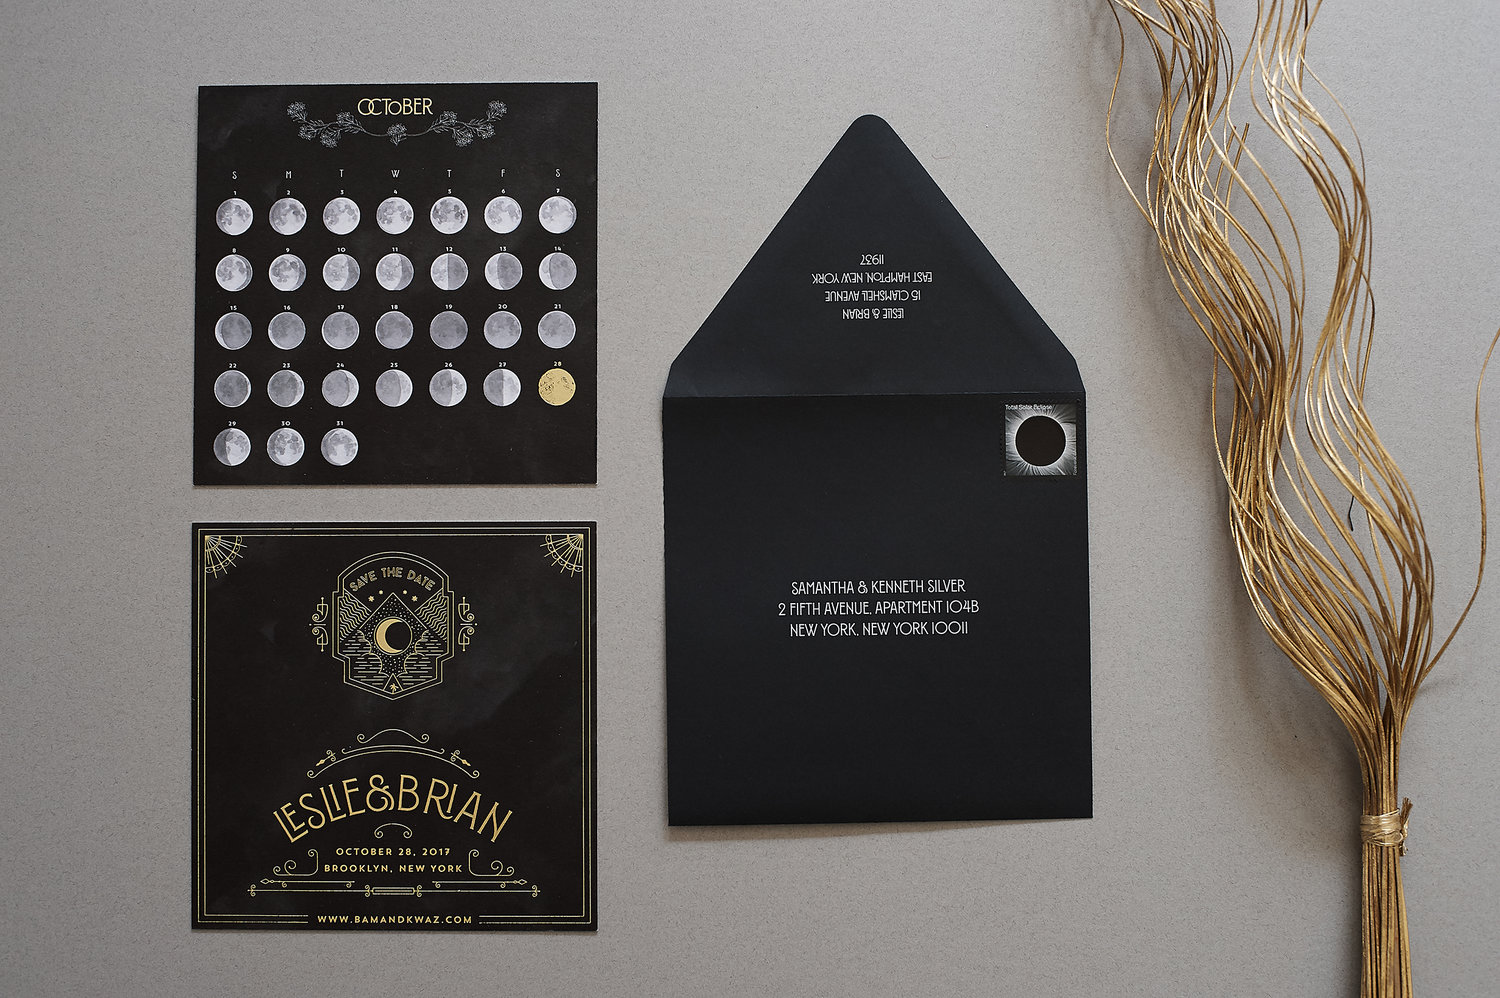 OCToBER
S M T W T F S
1 2 3 4 5 6 7
8 9 10 11 12 13 14
15 16 17 18 19 20 21
22 23 24 25 26 27 28
29 30 31
SAVE THE DATE
LESLIE & BRIAN
OCTOBER 28, 2017
BROOKLYN, NEW YORK
WWW.BAMANDKWAZ.COM
LESLIE & BRIAN
15 CLAMSHELL AVENUE
EAST HAMPTON, NEW YORK
11937
Total Solar Eclipse
SAMANTHA & KENNETH SILVER
2 FIFTH AVENUE, APARTMENT 104B
NEW YORK, NEW YORK 10011